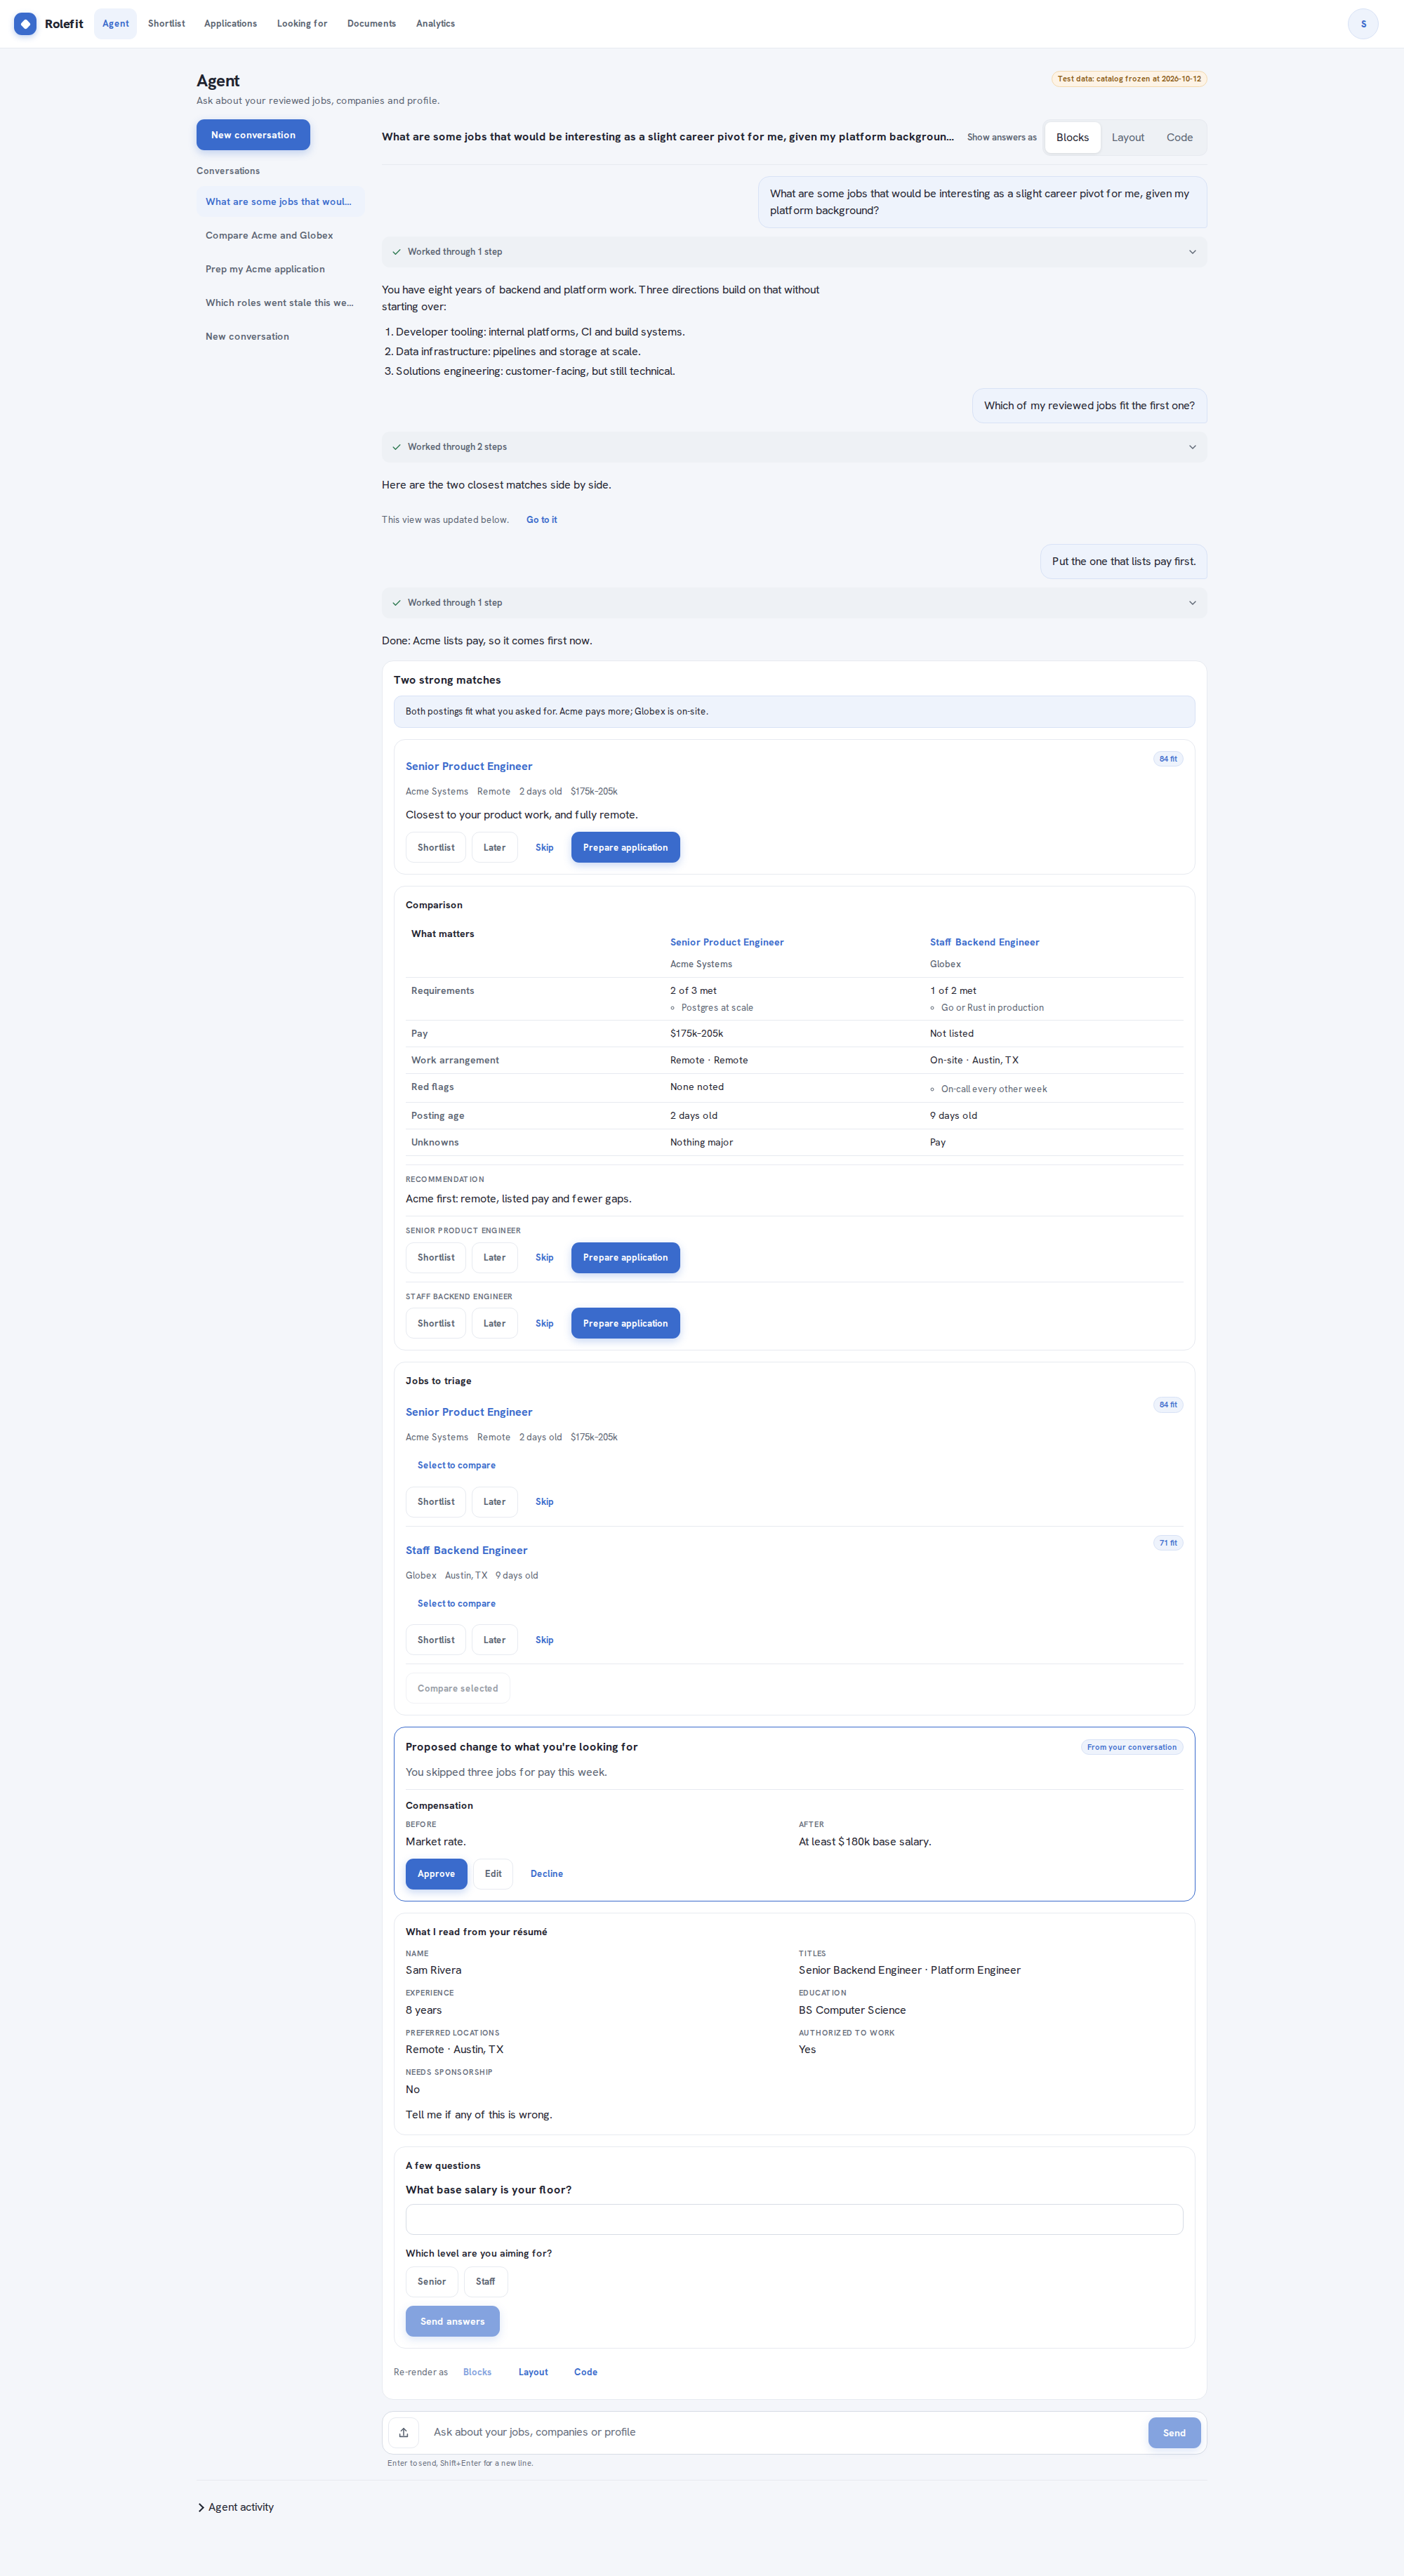 Rolefit
Agent
Shortlist
Applications
Looking for
Documents
Analytics
S
Agent
Test data: catalog frozen at 2026-10-12
Ask about your reviewed jobs, companies and profile.
New conversation
Conversations
What are some jobs that woul...
Compare Acme and Globex
Prep my Acme application
Which roles went stale this we...
New conversation
What are some jobs that would be interesting as a slight career pivot for me, given my platform backgroun...
Show answers as
Blocks
Layout
Code
What are some jobs that would be interesting as a slight career pivot for me, given my
platform background?
Worked through 1 step
You have eight years of backend and platform work. Three directions build on that without
starting over:
1. Developer tooling: internal platforms, CI and build systems.
2. Data infrastructure: pipelines and storage at scale.
3. Solutions engineering: customer-facing, but still technical.
Which of my reviewed jobs fit the first one?
Worked through 2 steps
Here are the two closest matches side by side.
This view was updated below.
Go to it
Put the one that lists pay first.
Worked through 1 step
Done: Acme lists pay, so it comes first now.
Two strong matches
Both postings fit what you asked for. Acme pays more; Globex is on-site.
Senior Product Engineer
84 fit
Acme Systems Remote 2 days old $175k–205k
Closest to your product work, and fully remote.
Shortlist
Later
Skip
Prepare application
Comparison
What matters
Senior Product Engineer
Staff Backend Engineer
Acme Systems
Globex
Requirements
2 of 3 met
1 of 2 met
Postgres at scale
Go or Rust in production
Pay
$175k–205k
Not listed
Work arrangement
Remote · Remote
On-site · Austin, TX
Red flags
None noted
On-call every other week
Posting age
2 days old
9 days old
Unknowns
Nothing major
Pay
RECOMMENDATION
Acme first: remote, listed pay and fewer gaps.
SENIOR PRODUCT ENGINEER
Shortlist
Later
Skip
Prepare application
STAFF BACKEND ENGINEER
Shortlist
Later
Skip
Prepare application
Jobs to triage
Senior Product Engineer
84 fit
Acme Systems Remote 2 days old $175k–205k
Select to compare
Shortlist
Later
Skip
Staff Backend Engineer
71 fit
Globex Austin, TX 9 days old
Select to compare
Shortlist
Later
Skip
Compare selected
Proposed change to what you're looking for
From your conversation
You skipped three jobs for pay this week.
Compensation
BEFORE
AFTER
Market rate.
At least $180k base salary.
Approve
Edit
Decline
What I read from your résumé
NAME
TITLES
Sam Rivera
Senior Backend Engineer · Platform Engineer
EXPERIENCE
EDUCATION
8 years
BS Computer Science
PREFERRED LOCATIONS
AUTHORIZED TO WORK
Remote · Austin, TX
Yes
NEEDS SPONSORSHIP
No
Tell me if any of this is wrong.
A few questions
What base salary is your floor?
Which level are you aiming for?
Senior
Staff
Send answers
Re-render as
Blocks
Layout
Code
Ask about your jobs, companies or profile
Send
Enter to send, Shift+Enter for a new line.
Agent activity